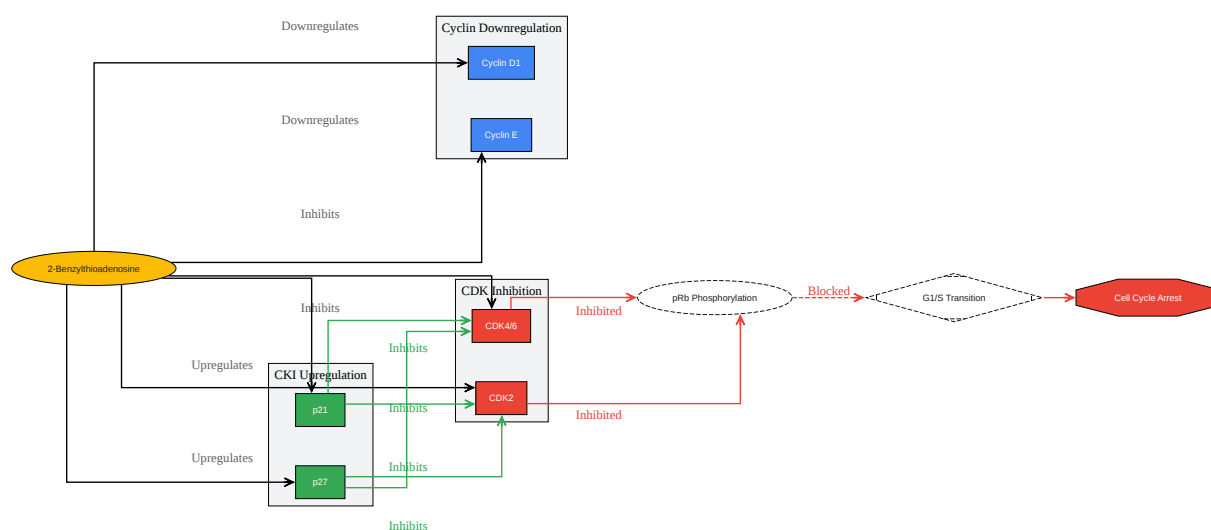 Downregulates
Cyclin Downregulation
Cyclin D1
Downregulates
Cyclin E
Inhibits
2-Benzylthioadenosine
CDK Inhibition
Inhibits
CDK4/6
Inhibited
pRb Phosphorylation
Blocked
G1/S Transition
Cell Cycle Arrest
Inhibits
Upregulates
CKI Upregulation
p21
Inhibits
CDK2
Inhibited
Upregulates
Inhibits
p27
Inhibits